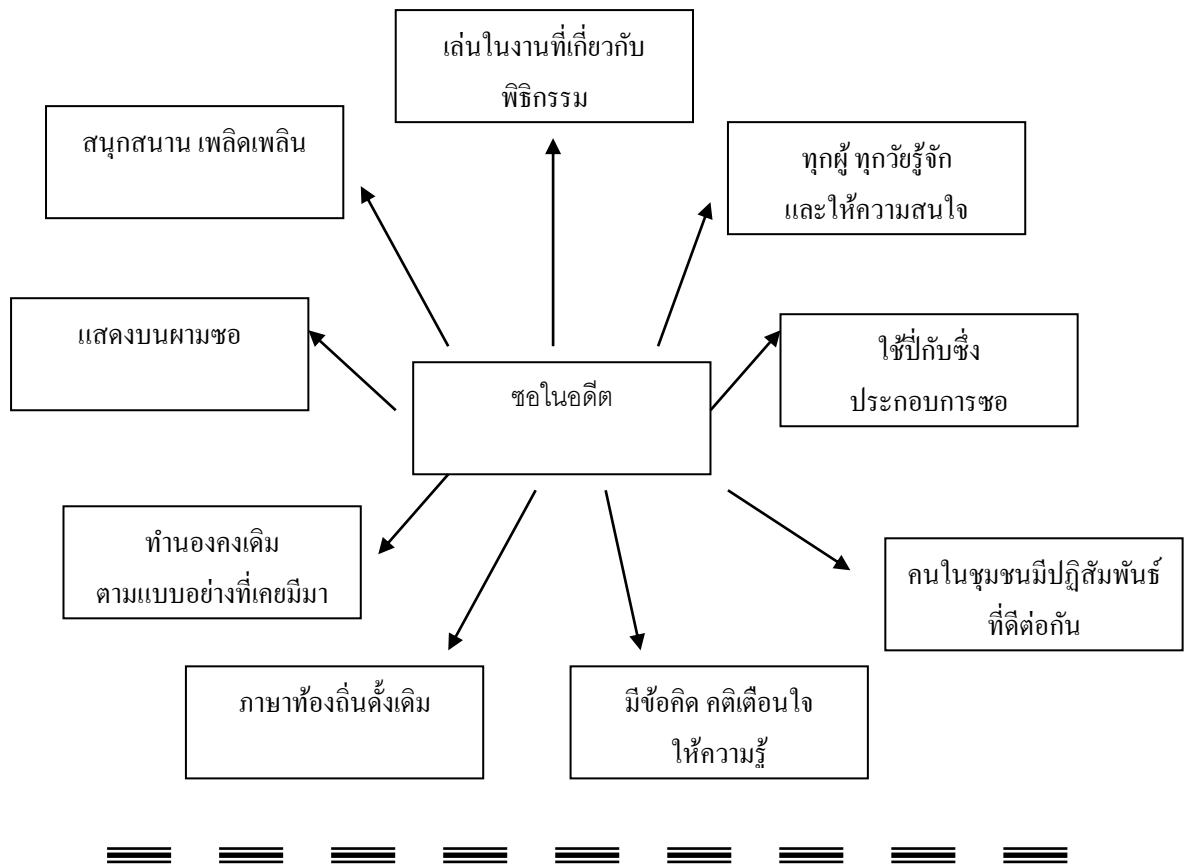 เล่นในงานที่เกี่ยวกับ
พิธีกรรม
สนุกสนาน เพลิดเพลิน
ทุกผู้ ทุกวัยรู้จัก
และให้ความสนใจ
แสดงบนผามซอ
ใช้ปี่กับซึ่ง
ประกอบการซอ
ซอในอดีต
ทำนองคงเดิม
ตามแบบอย่างที่เคยมีมา
คนในชุมชนมีปฏิสัมพันธ์
ที่ดีต่อกัน
ภาษาท้องถิ่นดั้งเดิม
มีข้อคิด คติเตือนใจ
ให้ความรู้